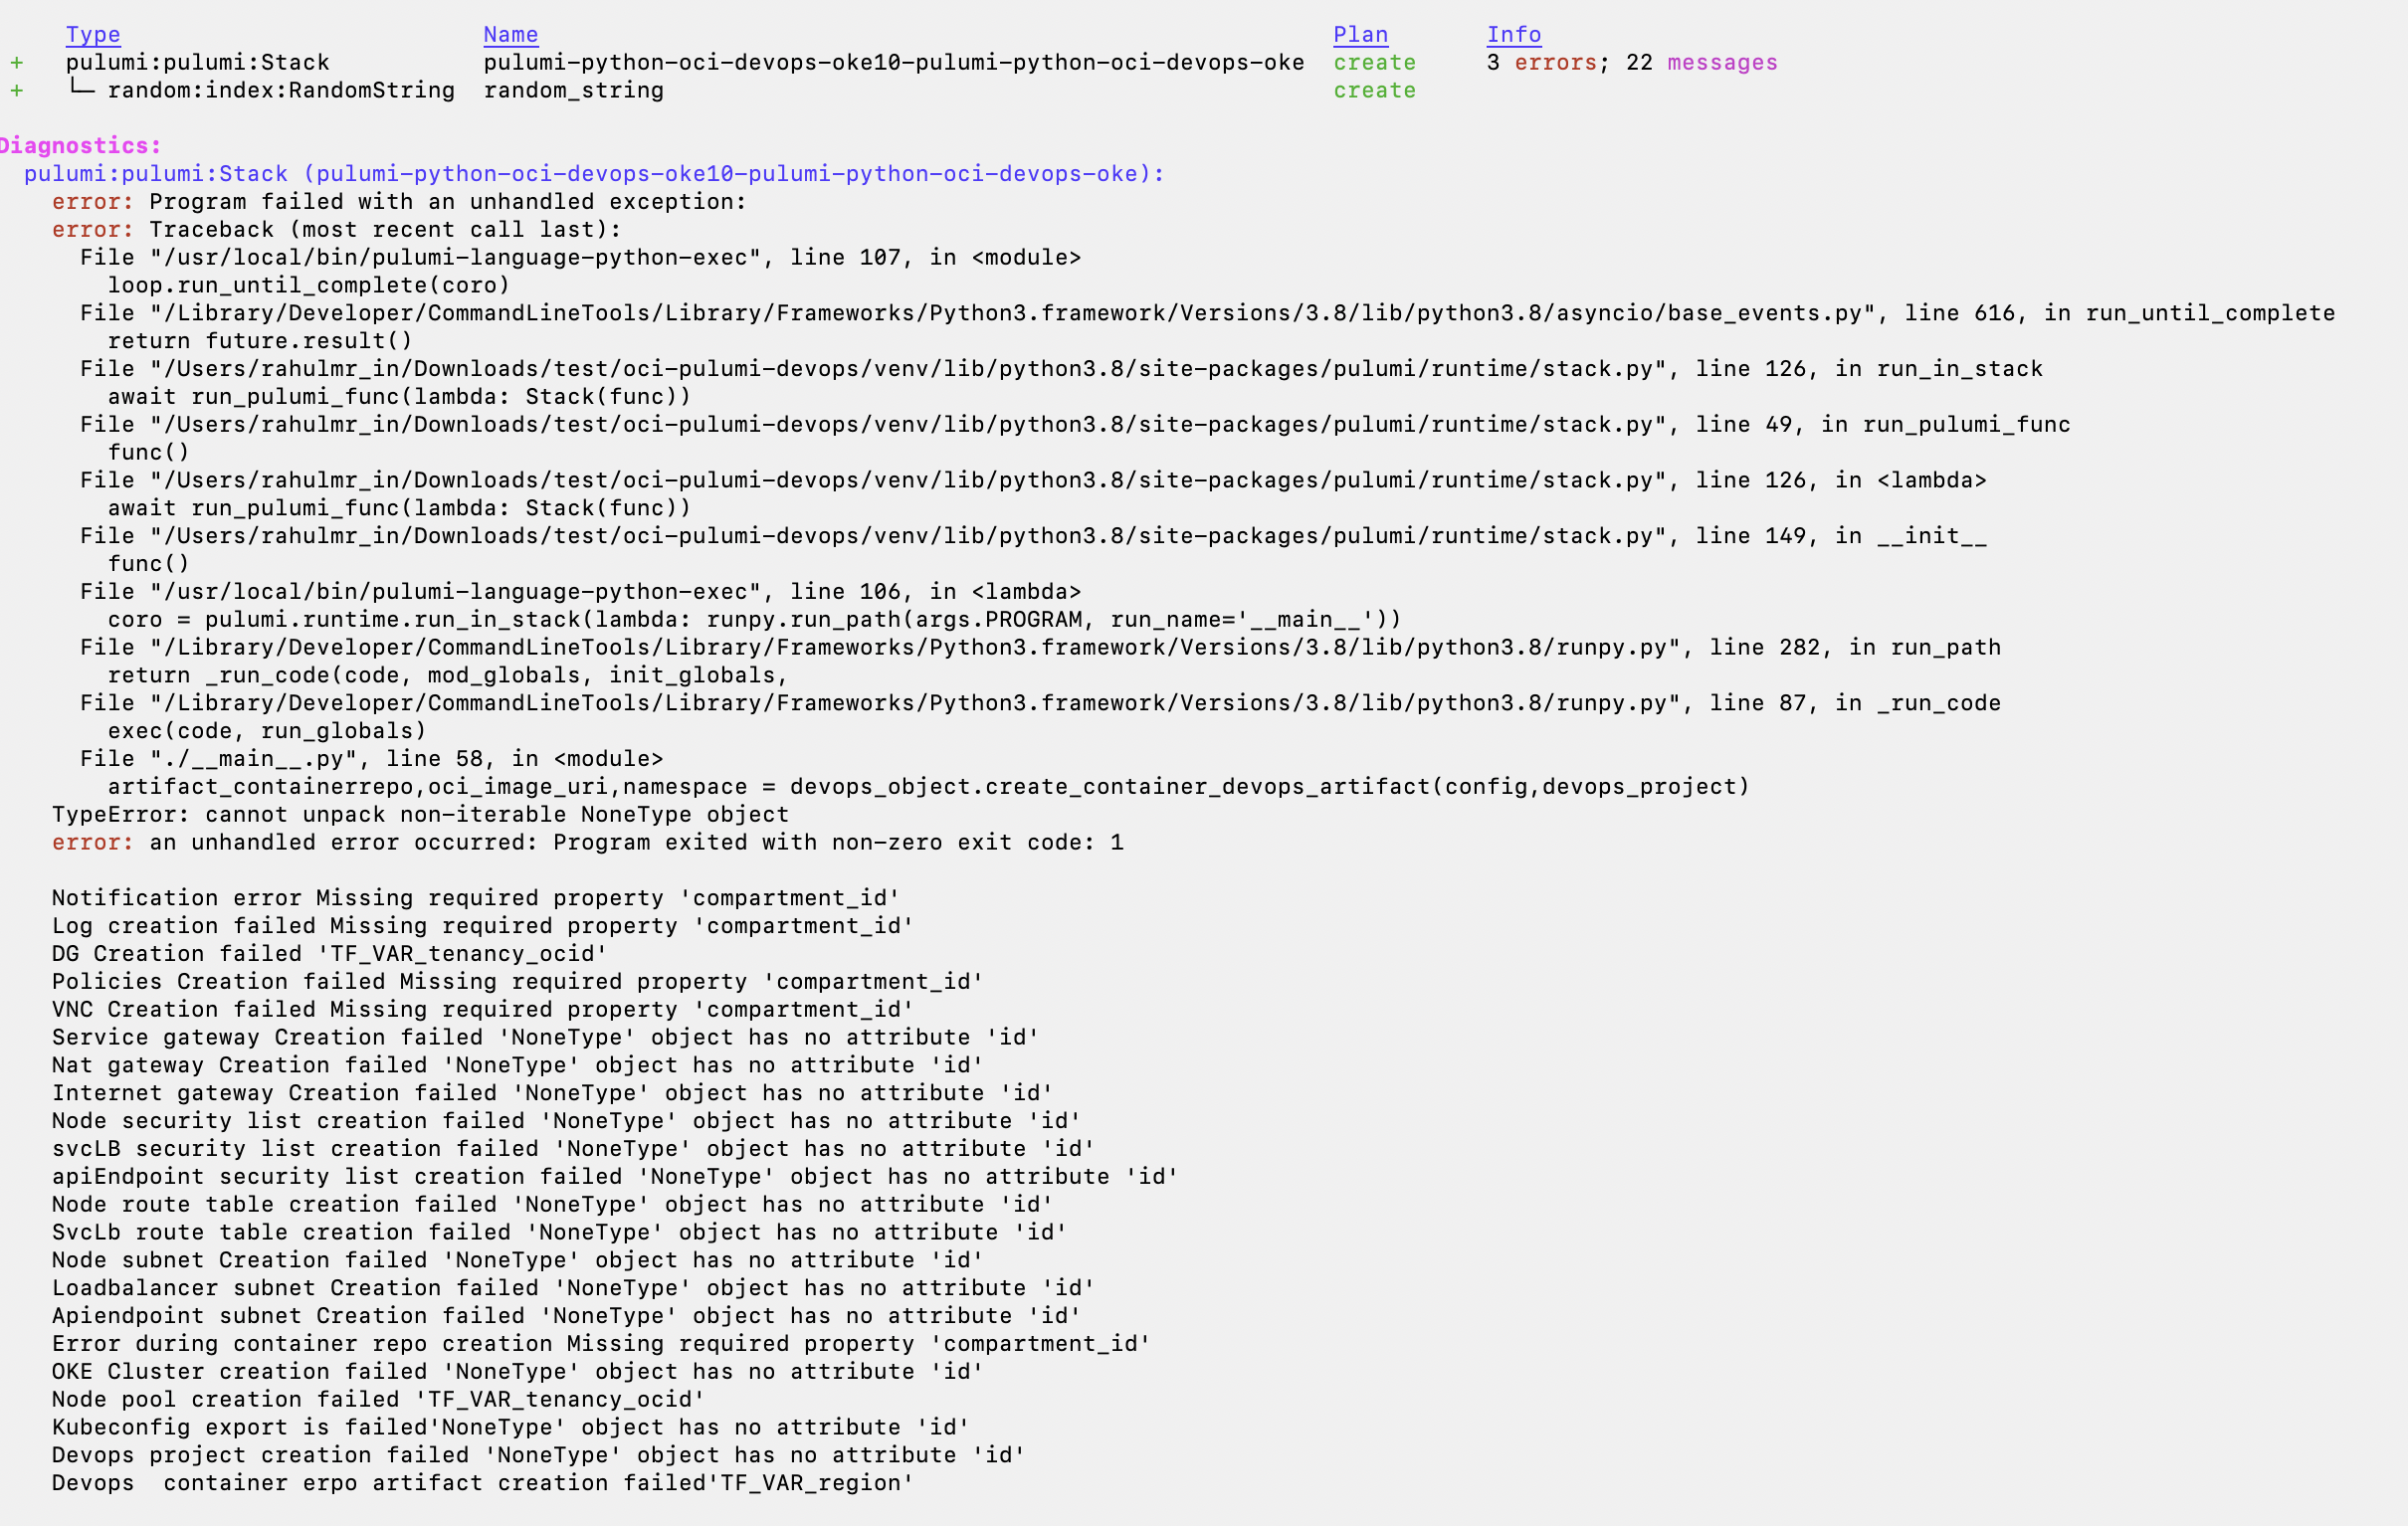 Type Name Plan Info
+ pulumi:pulumi:Stack pulumi-python-oci-devops-oke10-pulumi-python-oci-devops-oke create 3 errors; 22 messages
+ └─ random:index:RandomString random_string create
Diagnostics:
pulumi:pulumi:Stack (pulumi-python-oci-devops-oke10-pulumi-python-oci-devops-oke):
error: Program failed with an unhandled exception:
error: Traceback (most recent call last):
File "/usr/local/bin/pulumi-language-python-exec", line 107, in <module>
loop.run_until_complete(coro)
File "/Library/Developer/CommandLineTools/Library/Frameworks/Python3.framework/Versions/3.8/lib/python3.8/asyncio/base_events.py", line 616, in run_until_complete
return future.result()
File "/Users/rahulmr_in/Downloads/test/oci-pulumi-devops/venv/lib/python3.8/site-packages/pulumi/runtime/stack.py", line 126, in run_in_stack
await run_pulumi_func(lambda: Stack(func))
File "/Users/rahulmr_in/Downloads/test/oci-pulumi-devops/venv/lib/python3.8/site-packages/pulumi/runtime/stack.py", line 49, in run_pulumi_func
func()
File "/Users/rahulmr_in/Downloads/test/oci-pulumi-devops/venv/lib/python3.8/site-packages/pulumi/runtime/stack.py", line 126, in <lambda>
await run_pulumi_func(lambda: Stack(func))
File "/Users/rahulmr_in/Downloads/test/oci-pulumi-devops/venv/lib/python3.8/site-packages/pulumi/runtime/stack.py", line 149, in __init__
func()
File "/usr/local/bin/pulumi-language-python-exec", line 106, in <lambda>
coro = pulumi.runtime.run_in_stack(lambda: runpy.run_path(args.PROGRAM, run_name='__main__'))
File "/Library/Developer/CommandLineTools/Library/Frameworks/Python3.framework/Versions/3.8/lib/python3.8/runpy.py", line 282, in run_path
return _run_code(code, mod_globals, init_globals,
File "/Library/Developer/CommandLineTools/Library/Frameworks/Python3.framework/Versions/3.8/lib/python3.8/runpy.py", line 87, in _run_code
exec(code, run_globals)
File "./__main__.py", line 58, in <module>
artifact_containerrepo,oci_image_uri,namespace = devops_object.create_container_devops_artifact(config,devops_project)
TypeError: cannot unpack non-iterable NoneType object
error: an unhandled error occurred: Program exited with non-zero exit code: 1
Notification error Missing required property 'compartment_id'
Log creation failed Missing required property 'compartment_id'
DG Creation failed 'TF_VAR_tenancy_ocid'
Policies Creation failed Missing required property 'compartment_id'
VNC Creation failed Missing required property 'compartment_id'
Service gateway Creation failed 'NoneType' object has no attribute 'id'
Nat gateway Creation failed 'NoneType' object has no attribute 'id'
Internet gateway Creation failed 'NoneType' object has no attribute 'id'
Node security list creation failed 'NoneType' object has no attribute 'id'
svcLB security list creation failed 'NoneType' object has no attribute 'id'
apiEndpoint security list creation failed 'NoneType' object has no attribute 'id'
Node route table creation failed 'NoneType' object has no attribute 'id'
SvcLb route table creation failed 'NoneType' object has no attribute 'id'
Node subnet Creation failed 'NoneType' object has no attribute 'id'
Loadbalancer subnet Creation failed 'NoneType' object has no attribute 'id'
Apiendpoint subnet Creation failed 'NoneType' object has no attribute 'id'
Error during container repo creation Missing required property 'compartment_id'
OKE Cluster creation failed 'NoneType' object has no attribute 'id'
Node pool creation failed 'TF_VAR_tenancy_ocid'
Kubeconfig export is failed'NoneType' object has no attribute 'id'
Devops project creation failed 'NoneType' object has no attribute 'id'
Devops  container erpo artifact creation failed'TF_VAR_region'